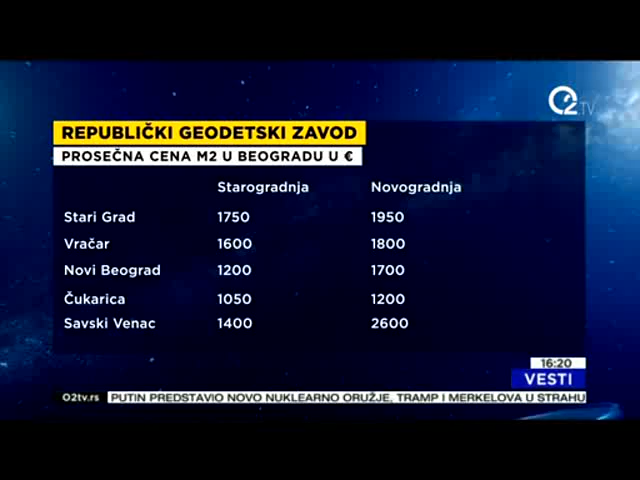 O2.TV
REPUBLIČKI GEODETSKI ZAVOD
PROSEČNA CENA M2 U BEOGRADU U €
Starogradnja Novogradnja
Stari Grad 1750 1950
Vračar 1600 1800
Novi Beograd 1200 1700
Čukarica 1050 1200
Savski Venac 1400 2600
16:20
VESTI
O2tv.rs PUTIN PREDSTAVIO NOVO NUKLEARNO ORUŽJE, TRAMP I MERKELOVA U STRAHU